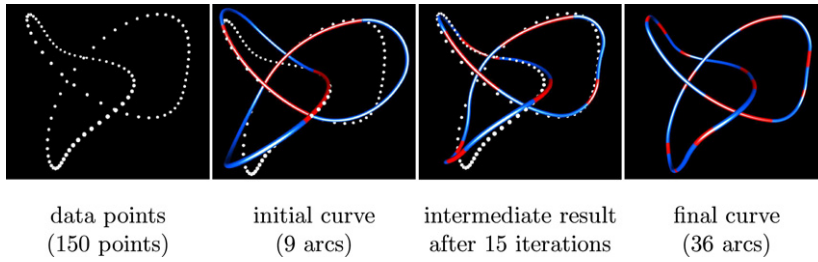 data points
(150 points)
initial curve
(9 arcs)
intermediate result
after 15 iterations
final curve
(36 arcs)